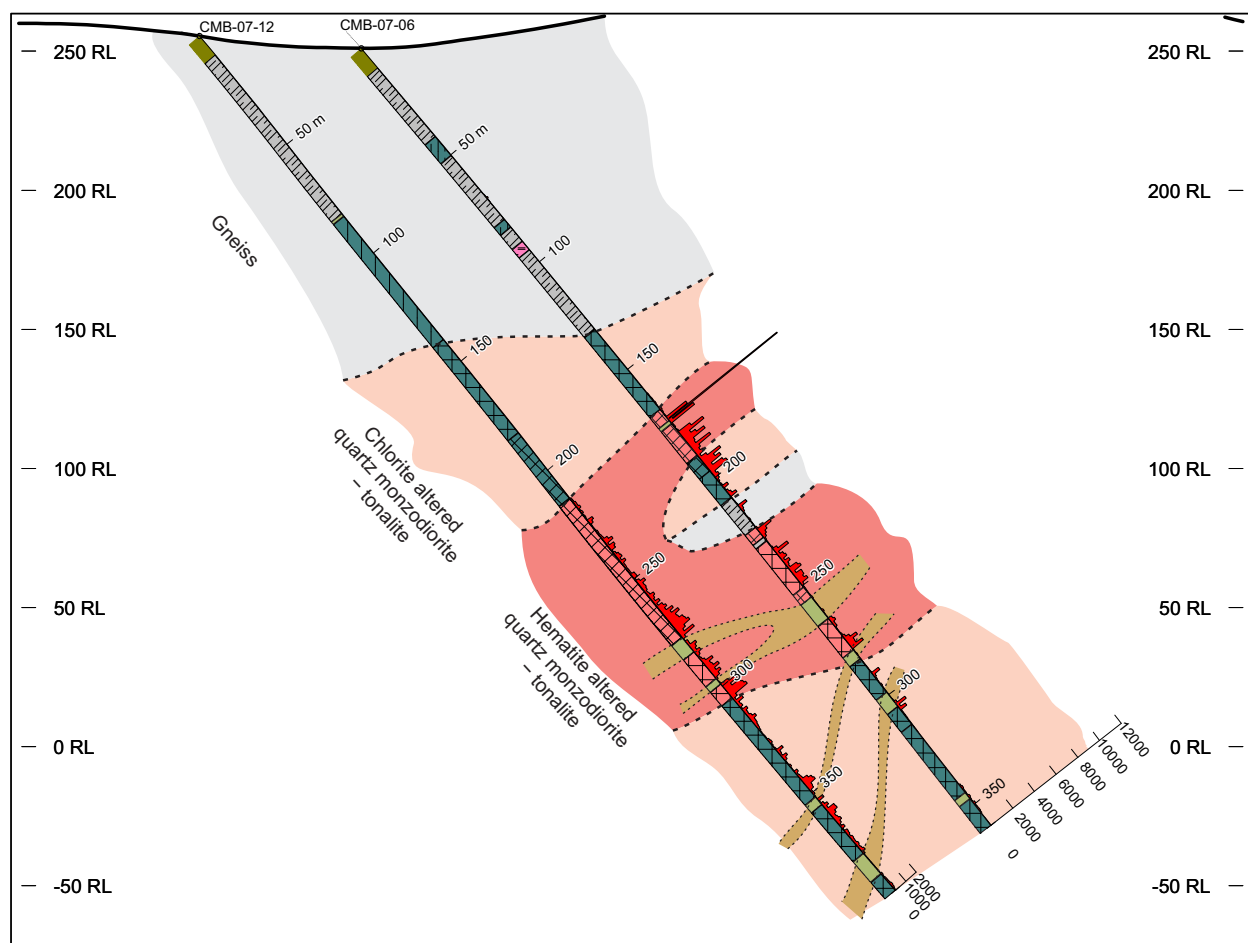 CMB-07-12
CMB-07-06
250 RL
250 RL
50 m
50 m
200 RL
200 RL
Gneiss
100
100
150 RL
150 RL
150
150
Chlorite altered
quartz monzodiorite
– tonalite
200
200
100 RL
100 RL
250
250
50 RL
50 RL
Hematite altered
quartz monzodiorite
– tonalite
300
300
0 RL
0 RL
350
350
0
2000
4000
6000
8000
10000
12000
-50 RL
-50 RL
0
1000
2000